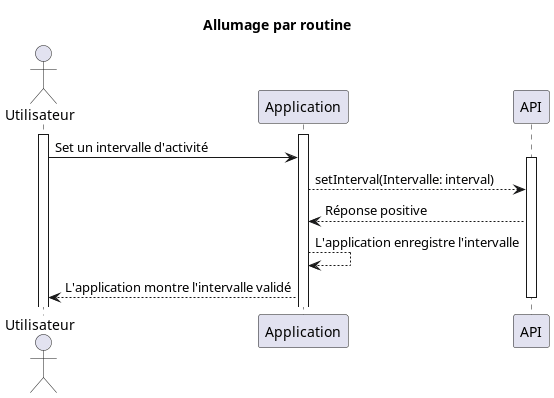 Allumage par routine
Utilisateur
Application
API
Set un intervalle d'activité
setInterval(Intervalle: interval)
Réponse positive
L'application enregistre l'intervalle
L'application montre l'intervalle validé
Utilisateur
Application
API